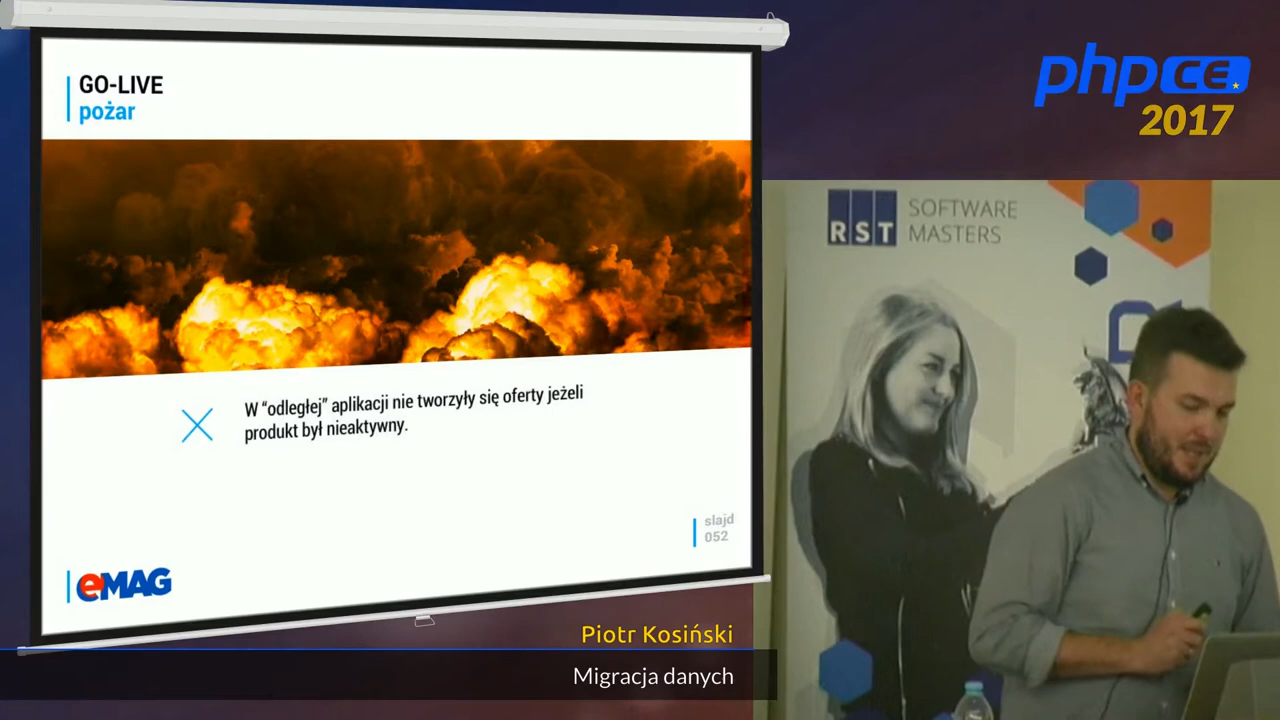 GO-LIVE
pożar
W “odległej” aplikacji nie tworzyły się oferty jeżeli
produkt był nieaktywny.
slajd
052
eMAG
Piotr Kosiński
Migracja danych
phpCE
2017
RST
SOFTWARE
MASTERS